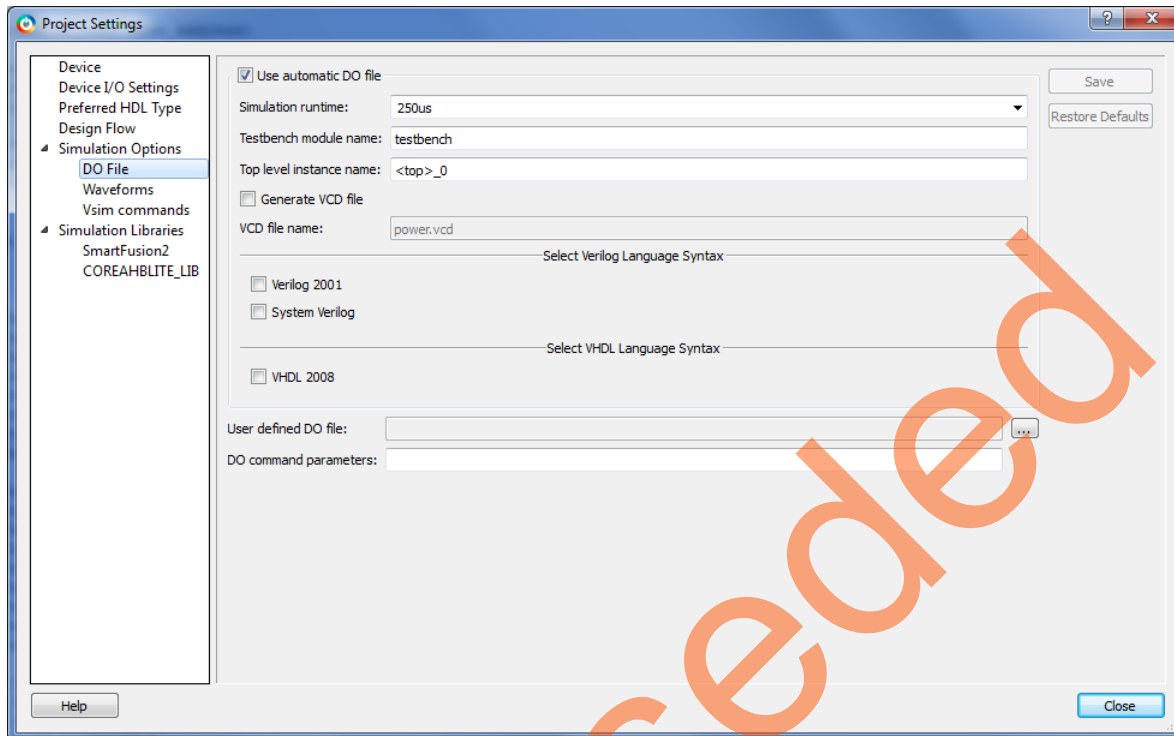 Project Settings
Device
Device I/O Settings
Preferred HDL Type
Design Flow
Simulation Options
DO File
Waveforms
Vsim commands
Simulation Libraries
SmartFusion2
COREAHBLITE_LIB
Use automatic DO file
Simulation runtime: 250us
Testbench module name: testbench
Top level instance name: <top>_0
Generate VCD file
VCD file name: power.vcd
Select Verilog Language Syntax
Verilog 2001
System Verilog
Select VHDL Language Syntax
VHDL 2008
User defined DO file: ...
DO command parameters:
Save
Restore Defaults
Help
Close
ceded